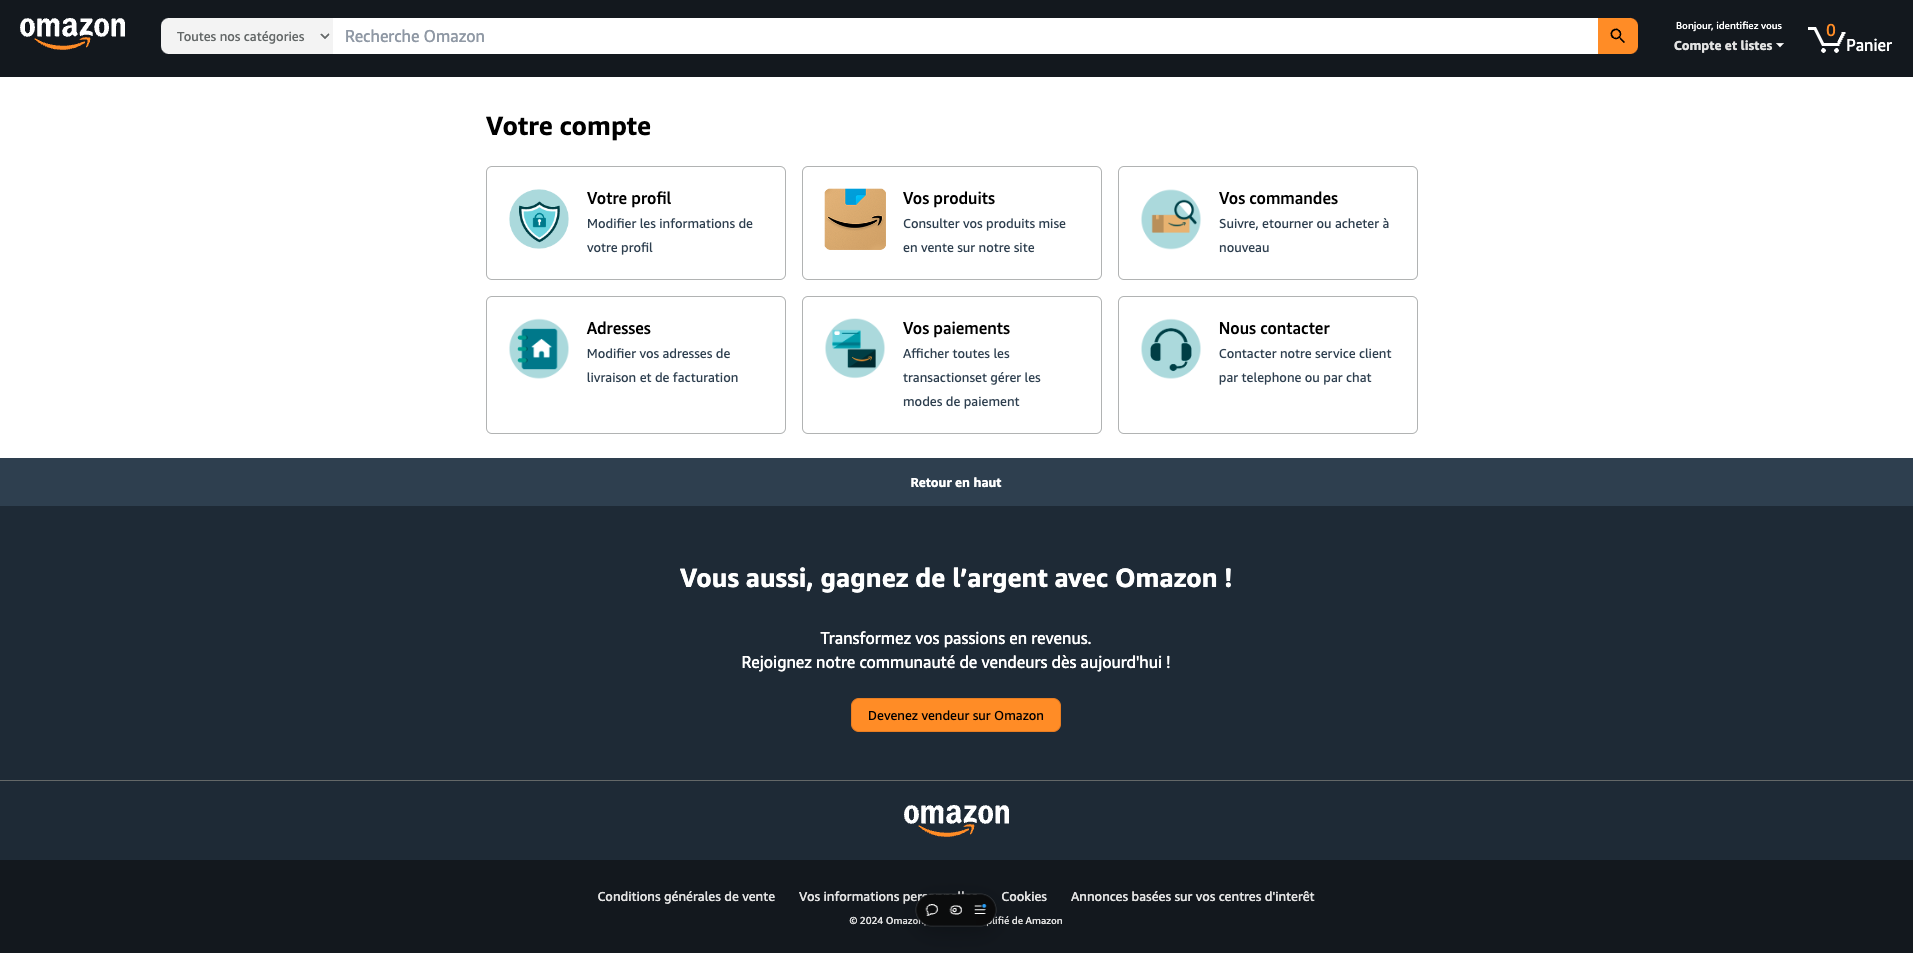 omazon
Toutes nos catégories
Recherche Omazon
Bonjour, identifiez vous
Compte et listes
0
Panier
Votre compte
Votre profil
Modifier les informations de
votre profil
Vos produits
Consulter vos produits mise
en vente sur notre site
Vos commandes
Suivre, etourner ou acheter à
nouveau
Adresses
Modifier vos adresses de
livraison et de facturation
Vos paiements
Afficher toutes les
transactionset gérer les
modes de paiement
Nous contacter
Contacter notre service client
par telephone ou par chat
Retour en haut
Vous aussi, gagnez de l’argent avec Omazon !
Transformez vos passions en revenus.
Rejoignez notre communauté de vendeurs dès aujourd'hui !
Devenez vendeur sur Omazon
omazon
Conditions générales de vente
Vos informations
Cookies
Annonces basées sur vos centres d'interêt
© 2024 Omazon, de Amazon